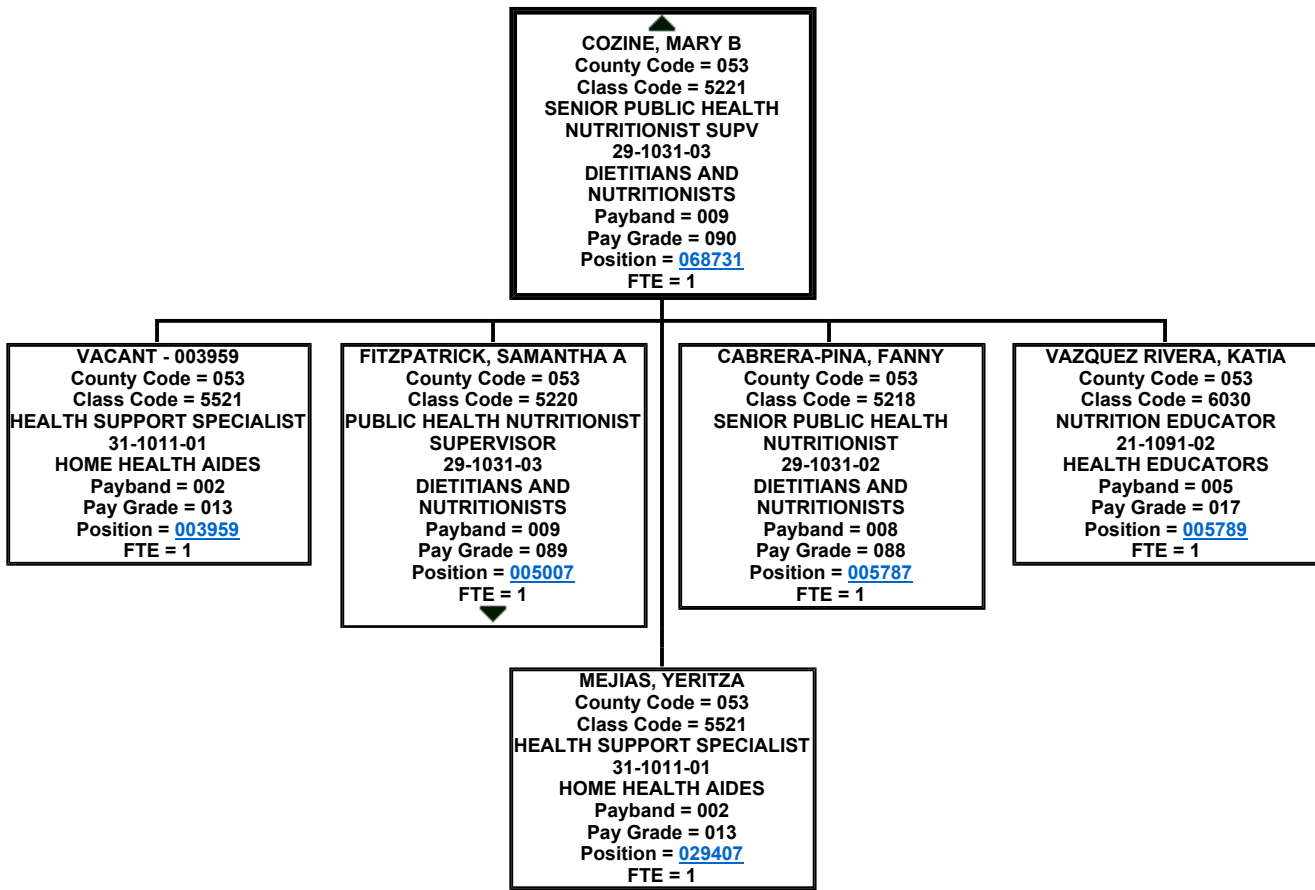 COZINE, MARY B
County Code = 053
Class Code = 5221
SENIOR PUBLIC HEALTH
NUTRITIONIST SUPV
29-1031-03
DIETITIANS AND
NUTRITIONISTS
Payband = 009
Pay Grade = 090
Position = 068731
FTE = 1
VACANT - 003959
County Code = 053
Class Code = 5521
HEALTH SUPPORT SPECIALIST
31-1011-01
HOME HEALTH AIDES
Payband = 002
Pay Grade = 013
Position = 003959
FTE = 1
FITZPATRICK, SAMANTHA A
County Code = 053
Class Code = 5220
PUBLIC HEALTH NUTRITIONIST
SUPERVISOR
29-1031-03
DIETITIANS AND
NUTRITIONISTS
Payband = 009
Pay Grade = 089
Position = 005007
FTE = 1
CABRERA-PINA, FANNY
County Code = 053
Class Code = 5218
SENIOR PUBLIC HEALTH
NUTRITIONIST
29-1031-02
DIETITIANS AND
NUTRITIONISTS
Payband = 008
Pay Grade = 088
Position = 005787
FTE = 1
VAZQUEZ RIVERA, KATIA
County Code = 053
Class Code = 6030
NUTRITION EDUCATOR
21-1091-02
HEALTH EDUCATORS
Payband = 005
Pay Grade = 017
Position = 005789
FTE = 1
MEJIAS, YERITZA
County Code = 053
Class Code = 5521
HEALTH SUPPORT SPECIALIST
31-1011-01
HOME HEALTH AIDES
Payband = 002
Pay Grade = 013
Position = 029407
FTE = 1